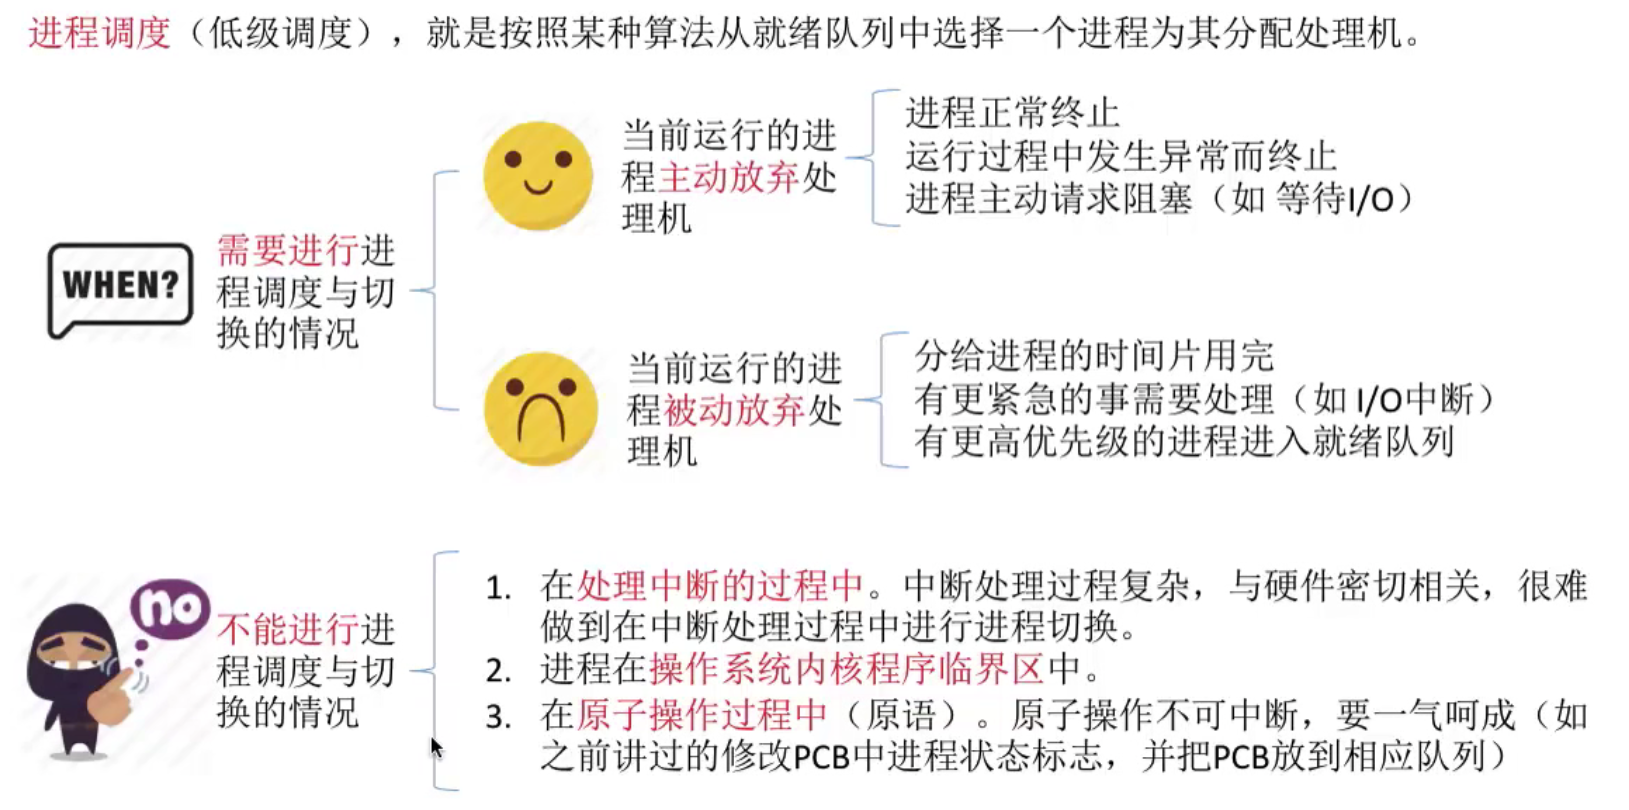 进程调度（低级调度），就是按照某种算法从就绪队列中选择一个进程为其分配处理机。
WHEN?
需要进行进
程调度与切
换的情况
当前运行的进
程主动放弃处
理机
进程正常终止
运行过程中发生异常而终止
进程主动请求阻塞（如 等待I/O）
当前运行的进
程被动放弃处
理机
分给进程的时间片用完
有更紧急的事需要处理（如 I/O中断）
有更高优先级的进程进入就绪队列
no
不能进行进
程调度与切
换的情况
1. 在处理中断的过程中。中断处理过程复杂，与硬件密切相关，很难
做到在中断处理过程中进行进程切换。
2. 进程在操作系统内核程序临界区中。
3. 在原子操作过程中（原语）。原子操作不可中断，要一气呵成（如
之前讲过的修改PCB中进程状态标志，并把PCB放到相应队列）